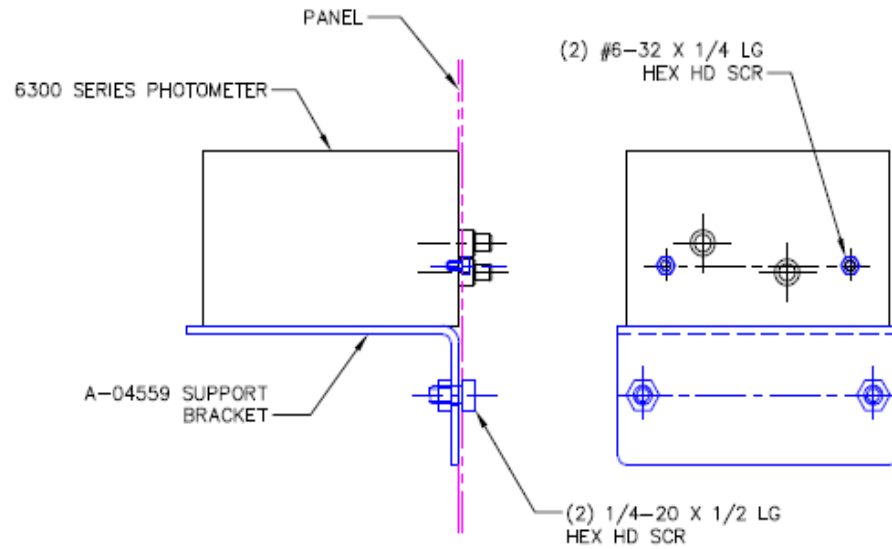 PANEL
(2) #6-32 X 1/4 LG
HEX HD SCR
6300 SERIES PHOTOMETER
A-04559 SUPPORT
BRACKET
(2) 1/4-20 X 1/2 LG
HEX HD SCR